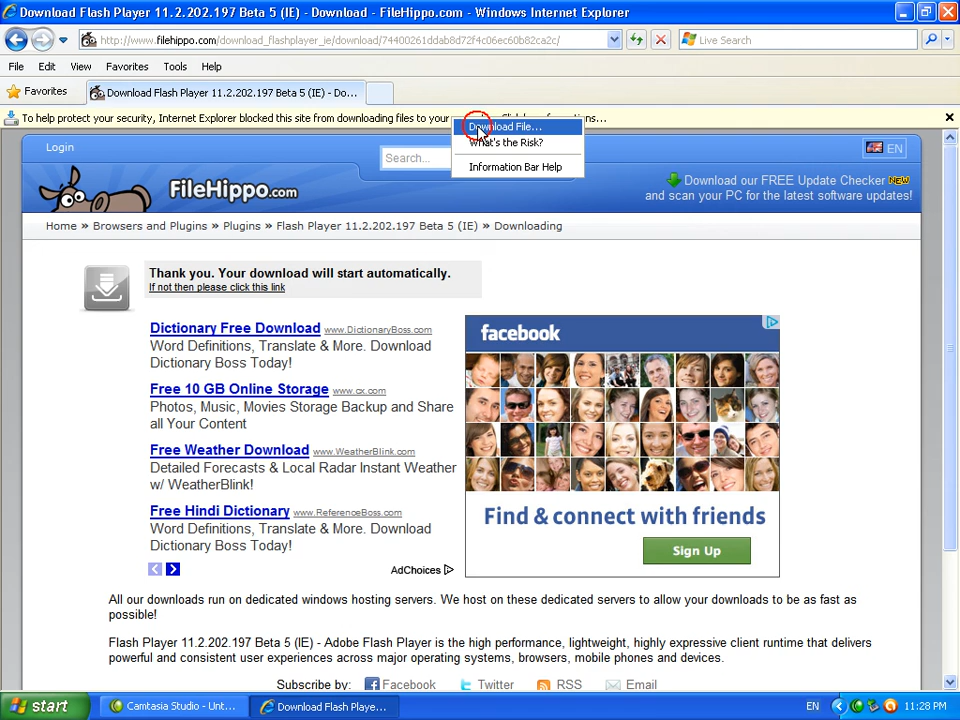 Download Flash Player 11.2.202.197 Beta 5 (IE) - Download - FileHippo.com - Windows Internet Explorer
http://www.filehippo.com/download_flashplayer_ie/download/74400261ddab8d72f4c06ec60b82ca2c/
Live Search
File Edit View Favorites Tools Help
Favorites
Download Flash Player 11.2.202.197 Beta 5 (IE) - Do...
To help protect your security, Internet Explorer blocked this site from downloading files to your
Download File...
What's the Risk?
Information Bar Help
Login
Search...
EN
FileHippo.com
Download our FREE Update Checker NEW
and scan your PC for the latest software updates!
Home » Browsers and Plugins » Plugins » Flash Player 11.2.202.197 Beta 5 (IE) » Downloading
Thank you. Your download will start automatically.
If not then please click this link
Dictionary Free Download www.DictionaryBoss.com
Word Definitions, Translate & More. Download
Dictionary Boss Today!
Free 10 GB Online Storage www.cx.com
Photos, Music, Movies Storage Backup and Share
all Your Content
Free Weather Download www.WeatherBlink.com
Detailed Forecasts & Local Radar Instant Weather
w/ WeatherBlink!
Free Hindi Dictionary www.ReferenceBoss.com
Word Definitions, Translate & More. Download
Dictionary Boss Today!
AdChoices
facebook
Find & connect with friends
Sign Up
All our downloads run on dedicated windows hosting servers. We host on these dedicated servers to allow your downloads to be as fast as
possible!
Flash Player 11.2.202.197 Beta 5 (IE) - Adobe Flash Player is the high performance, lightweight, highly expressive client runtime that delivers
powerful and consistent user experiences across major operating systems, browsers, mobile phones and devices.
Subscribe by: Facebook Twitter RSS Email
start
Camtasia Studio - Unt...
Download Flash Playe...
EN
11:28 PM